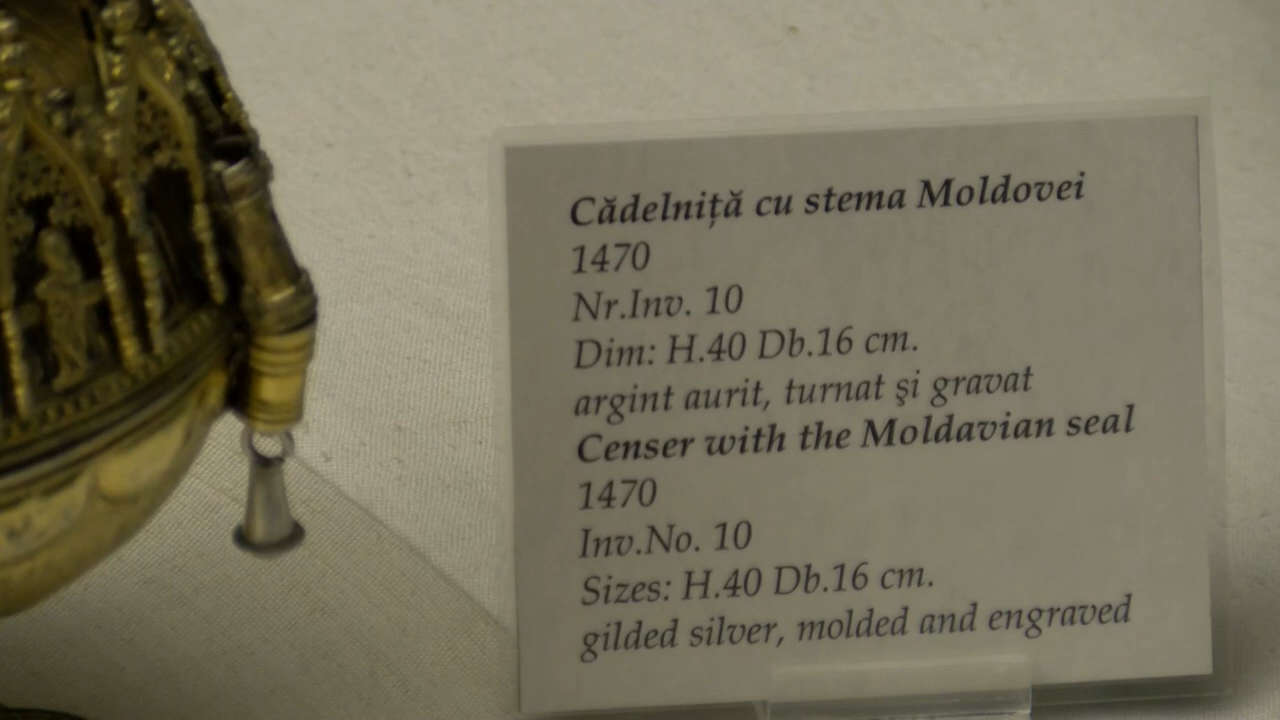 Cădelniță cu stema Moldovei
1470
Nr.Inv. 10
Dim: H.40 Db.16 cm.
argint aurit, turnat şi gravat
Censer with the Moldavian seal
1470
Inv.No. 10
Sizes: H.40 Db.16 cm.
gilded silver, molded and engraved